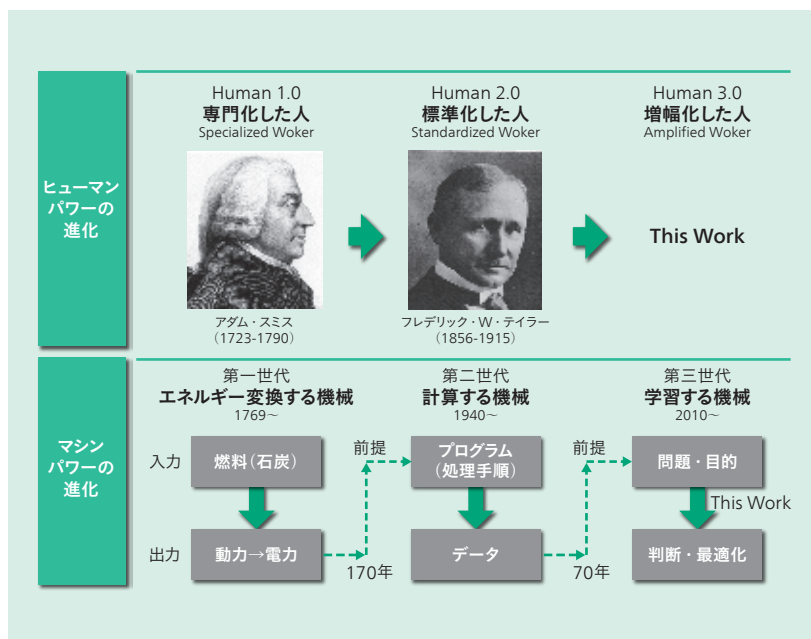 ヒューマン
パワーの
進化
Human 1.0
専門化した人
Specialized Woker
アダム・スミス
(1723-1790)
Human 2.0
標準化した人
Standardized Woker
フレデリック・W・テイラー
(1856-1915)
Human 3.0
増幅化した人
Amplified Woker
This Work
マシン
パワーの
進化
第一世代
エネルギー変換する機械
1769～
第二世代
計算する機械
1940～
第三世代
学習する機械
2010～
入力
燃料(石炭)
前提
プログラム
(処理手順)
前提
問題・目的
This Work
出力
動力→電力
170年
データ
70年
判断・最適化